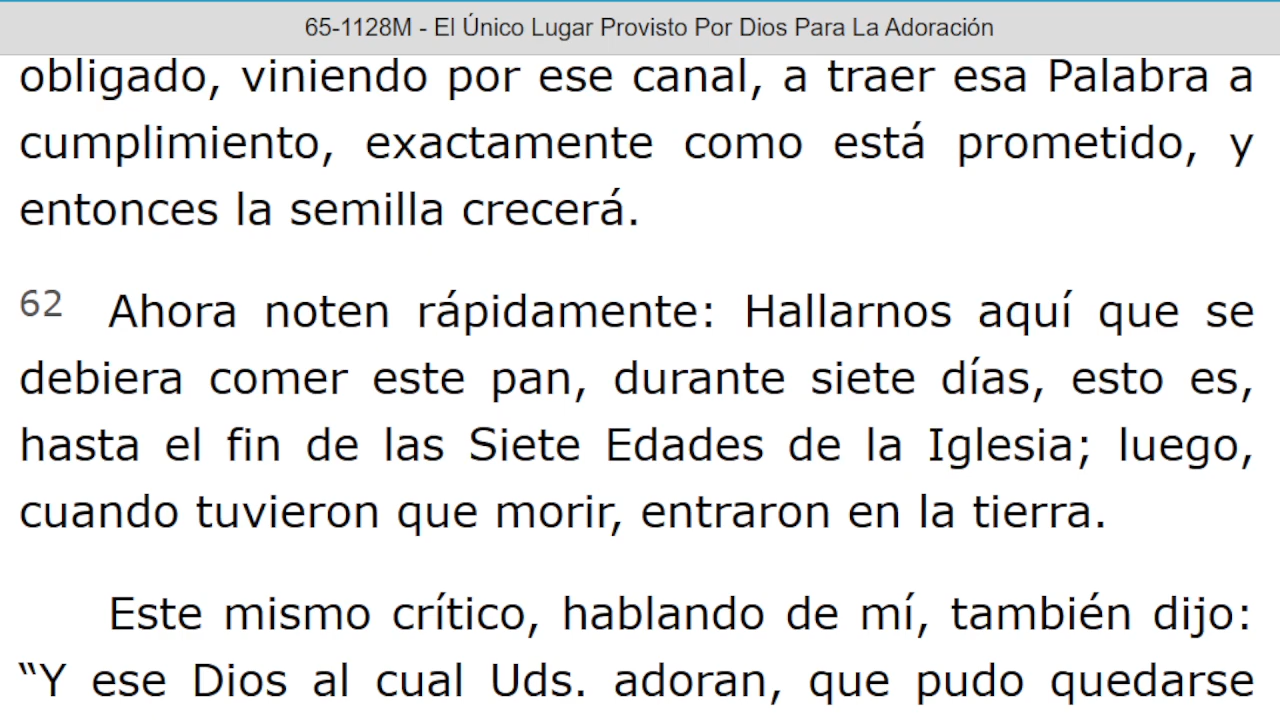 65-1128M - El Único Lugar Provisto Por Dios Para La Adoración
obligado, viniendo por ese canal, a traer esa Palabra a
cumplimiento, exactamente como está prometido, y
entonces la semilla crecerá.
62 Ahora noten rápidamente: Hallarnos aquí que se
debiera comer este pan, durante siete días, esto es,
hasta el fin de las Siete Edades de la Iglesia; luego,
cuando tuvieron que morir, entraron en la tierra.
Este mismo crítico, hablando de mí, también dijo:
“Y ese Dios al cual Uds. adoran, que pudo quedarse